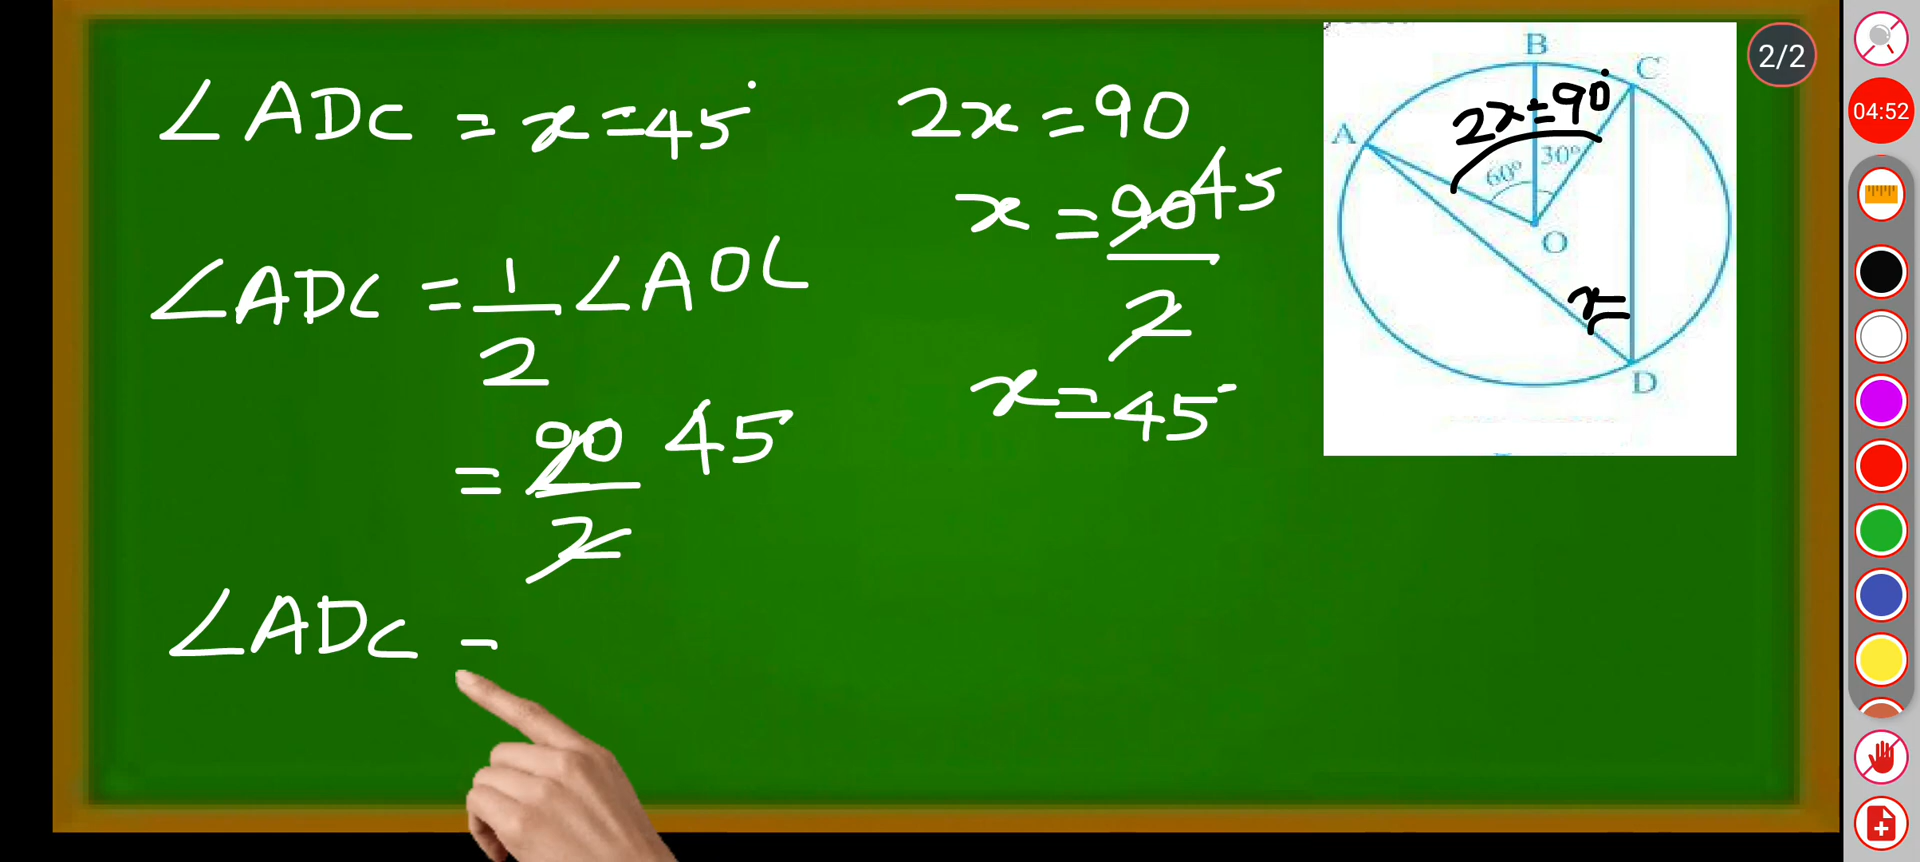 ∠ADC = x = 45°
∠ADC = 1/2 ∠AOC
= 90/2 45
∠ADC -
2x = 90
x = 90/2 45
x = 45
B
C
2x = 90°
A
60°
30°
O
x
D
2/2
04:52